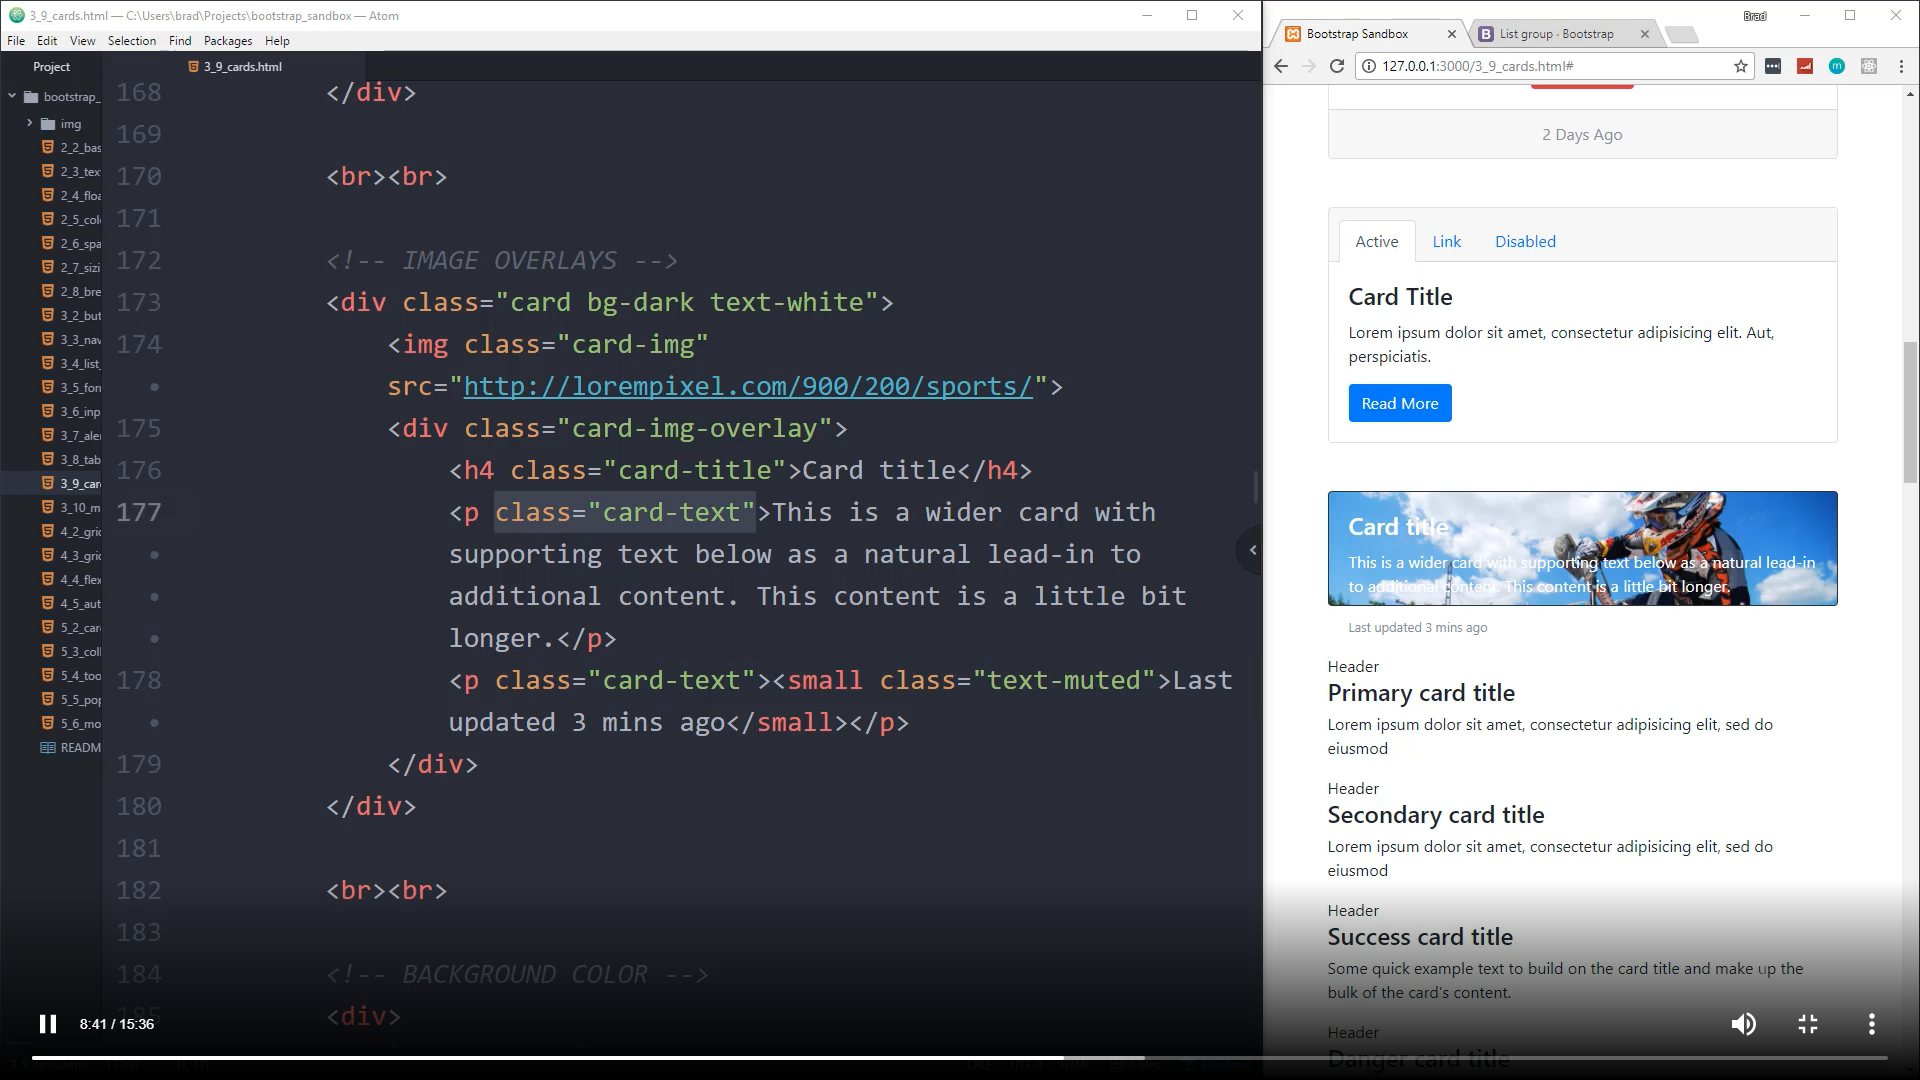 3_9_cards.html — C:\Users\brad\Projects\bootstrap_sandbox — Atom
File Edit View Selection Find Packages Help
Project
3_9_cards.html
bootstrap_
img
2_2_bas
2_3_tex
2_4_floa
2_5_col
2_6_spa
2_7_sizi
2_8_bre
3_2_but
3_3_nav
3_4_list_
3_5_for
3_6_inp
3_7_ale
3_8_tab
3_9_car
3_10_m
4_2_gri
4_3_gri
4_4_flex
4_5_aut
5_2_car
5_3_coll
5_4_too
5_5_pop
5_6_mo
READM
168 </div>
169
170 <br><br>
171
172 <!-- IMAGE OVERLAYS -->
173 <div class="card bg-dark text-white">
174 <img class="card-img"
src="http://lorempixel.com/900/200/sports/">
175 <div class="card-img-overlay">
176 <h4 class="card-title">Card title</h4>
177 <p class="card-text">This is a wider card with
supporting text below as a natural lead-in to
additional content. This content is a little bit
longer.</p>
178 <p class="card-text"><small class="text-muted">Last
updated 3 mins ago</small></p>
179 </div>
180 </div>
181
182 <br><br>
183
184 <!-- BACKGROUND COLOR -->
185 <div>
8:41 / 15:36
Brad
Bootstrap Sandbox
List group · Bootstrap
127.0.0.1:3000/3_9_cards.html#
2 Days Ago
Active Link Disabled
Card Title
Lorem ipsum dolor sit amet, consectetur adipisicing elit. Aut,
perspiciatis.
Read More
Card title
This is a wider card with supporting text below as a natural lead-in
to additional content. This content is a little bit longer.
Last updated 3 mins ago
Header
Primary card title
Lorem ipsum dolor sit amet, consectetur adipisicing elit, sed do
eiusmod
Header
Secondary card title
Lorem ipsum dolor sit amet, consectetur adipisicing elit, sed do
eiusmod
Header
Success card title
Some quick example text to build on the card title and make up the
bulk of the card's content.
Header
Danger card title